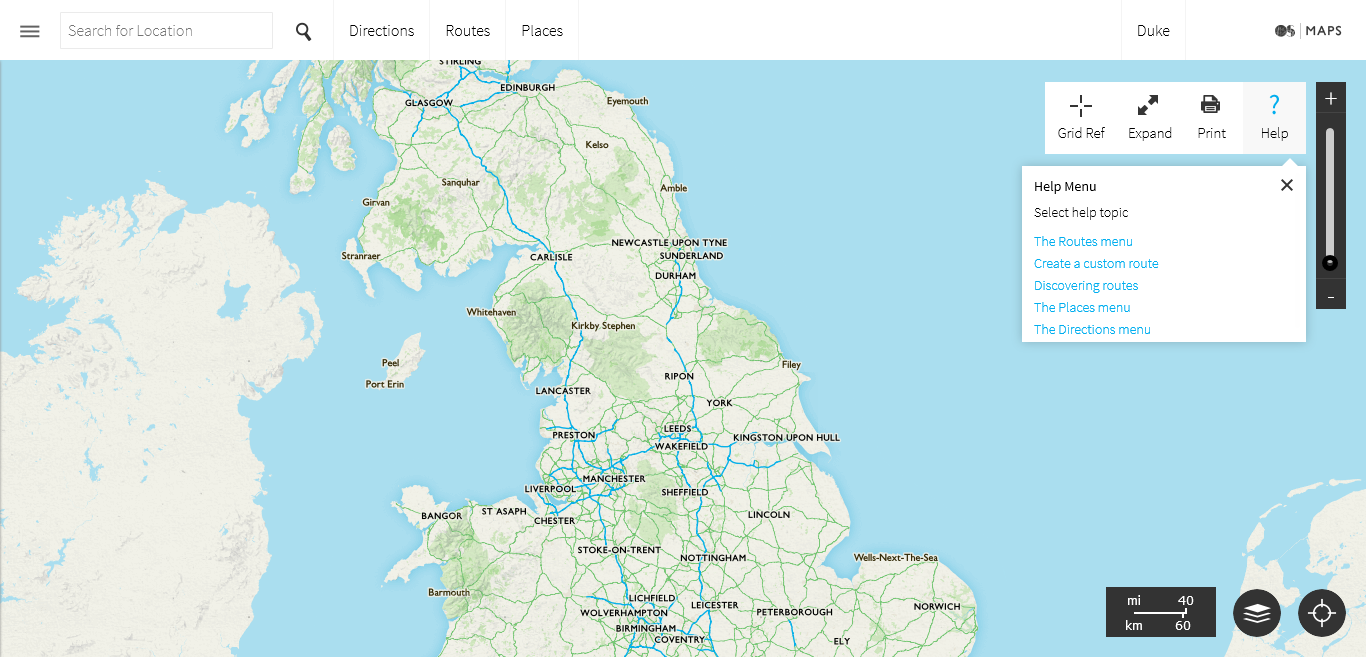 Search for Location
Directions
Routes
Places
Duke
MAPS
Grid Ref
Expand
Print
Help
Help Menu
Select help topic
The Routes menu
Create a custom route
Discovering routes
The Places menu
The Directions menu
+
-
STIRLING
EDINBURGH
GLASGOW
Eyemouth
Kelso
Sanquhar
Amble
Girvan
NEWCASTLE UPON TYNE
Stranraer
CARLISLE
SUNDERLAND
DURHAM
Whitehaven
Kirkby Stephen
Peel
Filey
Port Erin
RIPON
LANCASTER
YORK
LEEDS
PRESTON
KINGSTON UPON HULL
WAKEFIELD
MANCHESTER
LIVERPOOL
SHEFFIELD
BANGOR
ST ASAPH
CHESTER
LINCOLN
STOKE-ON-TRENT
NOTTINGHAM
Wells-Next-The-Sea
Barmouth
LICHFIELD
LEICESTER
NORWICH
WOLVERHAMPTON
PETERBOROUGH
BIRMINGHAM
COVENTRY
ELY
mi 40
km 60